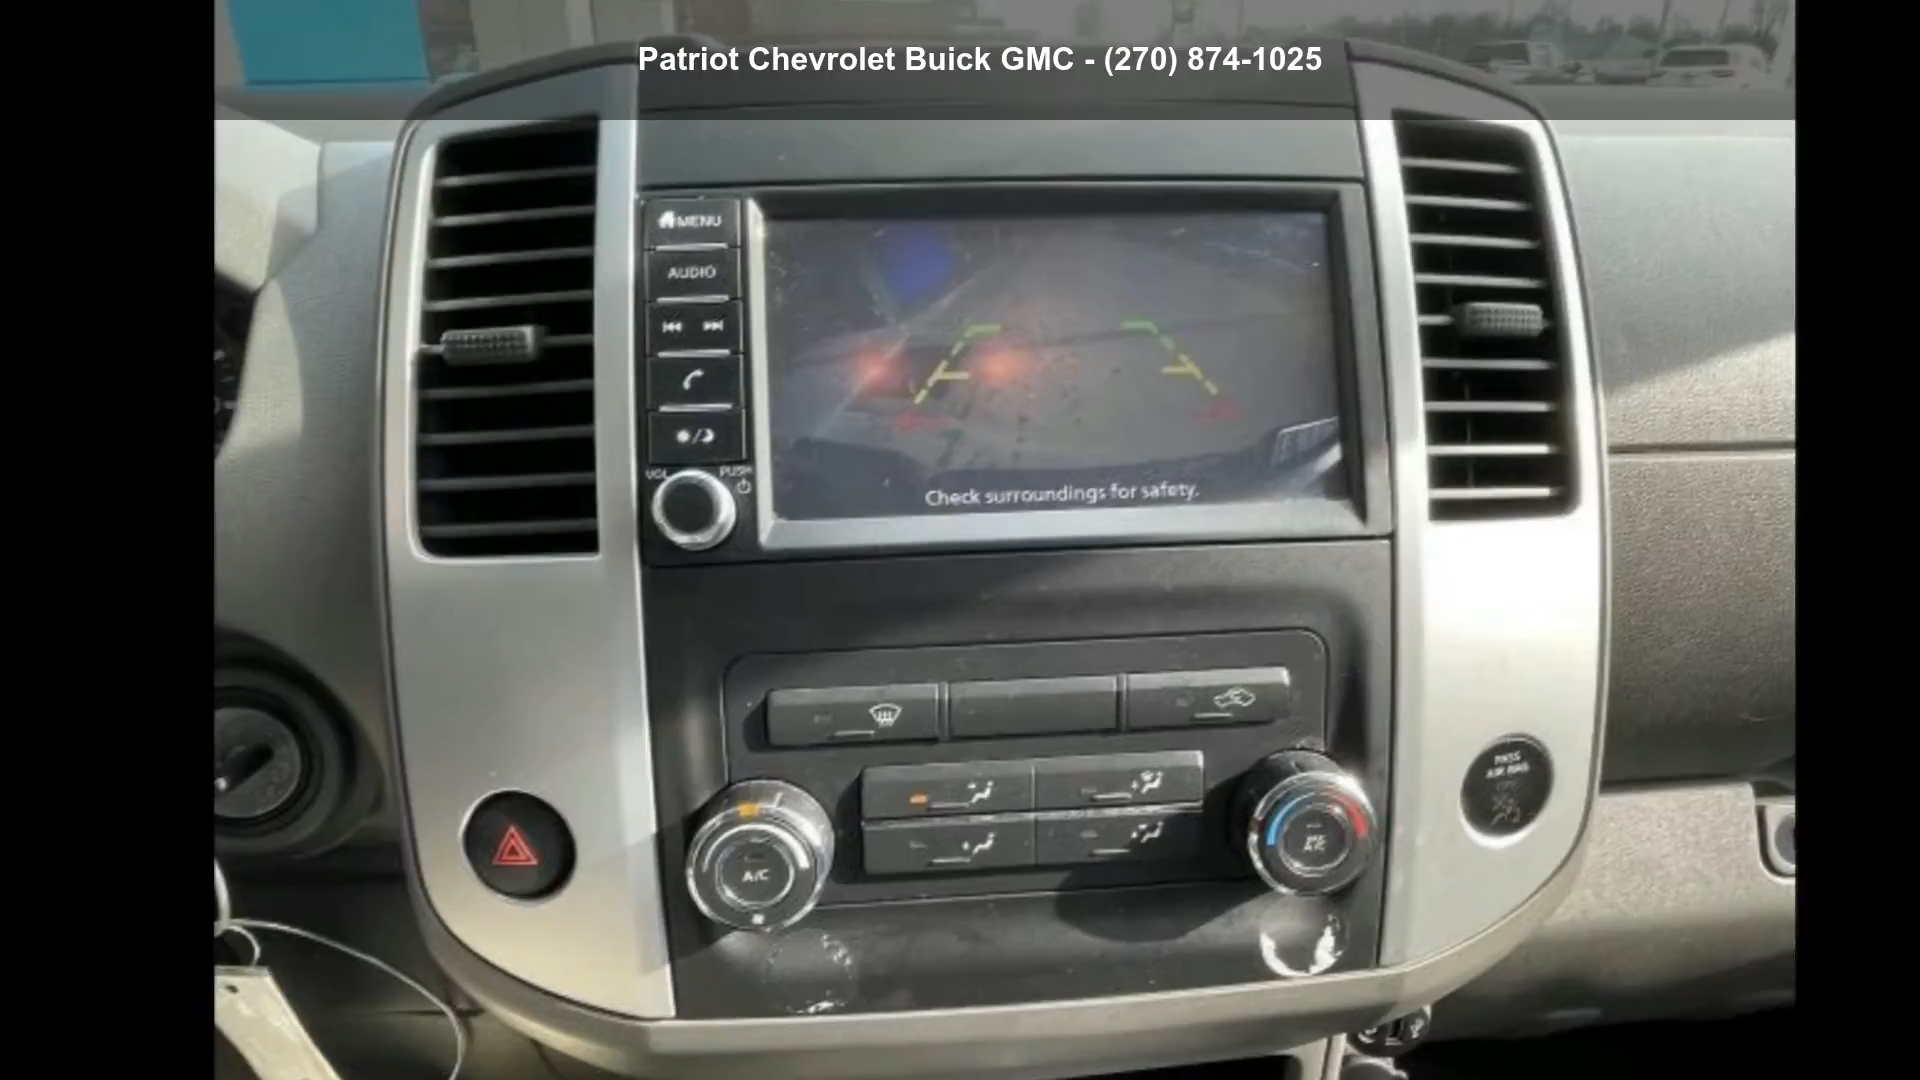 Patriot Chevrolet Buick GMC - (270) 874-1025
MENU
AUDIO
VOL PUSH
Check surroundings for safety.
PASS
AIR BAG
A/C